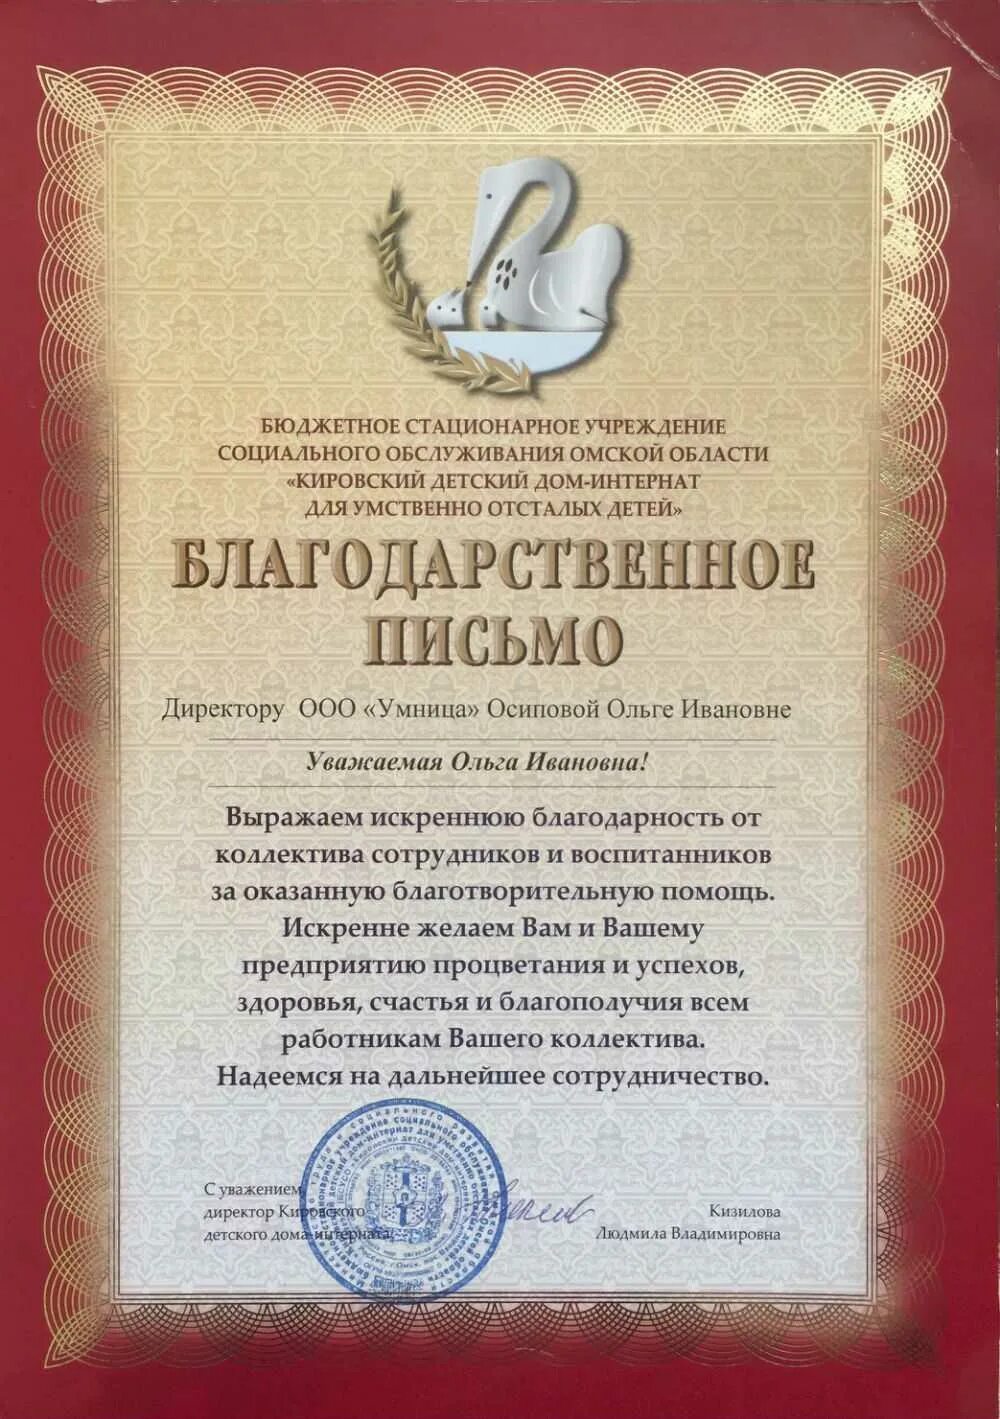 БЮДЖЕТНОЕ СТАЦИОНАРНОЕ УЧРЕЖДЕНИЕ
СОЦИАЛЬНОГО ОБСЛУЖИВАНИЯ ОМСКОЙ ОБЛАСТИ
«КИРОВСКИЙ ДЕТСКИЙ ДОМ-ИНТЕРНАТ
ДЛЯ УМСТВЕННО ОТСТАЛЫХ ДЕТЕЙ»
БЛАГОДАРСТВЕННОЕ
ПИСЬМО
Директору ООО «Умница» Осиповой Ольге Ивановне
Уважаемая Ольга Ивановна!
Выражаем искреннюю благодарность от
коллектива сотрудников и воспитанников
за оказанную благотворительную помощь.
Искренне желаем Вам и Вашему
предприятию процветания и успехов,
здоровья, счастья и благополучия всем
работникам Вашего коллектива.
Надеемся на дальнейшее сотрудничество.
С уважением,
директор Кировского
детского дома-интерната
Кизилова
Людмила Владимировна